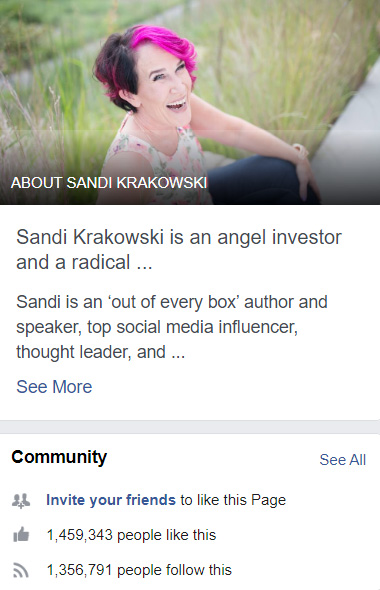 ABOUT SANDI KRAKOWSKI
Sandi Krakowski is an angel investor
and a radical ...
Sandi is an ‘out of every box’ author and
speaker, top social media influencer,
thought leader, and ...
See More
Community
See All
Invite your friends to like this Page
1,459,343 people like this
1,356,791 people follow this